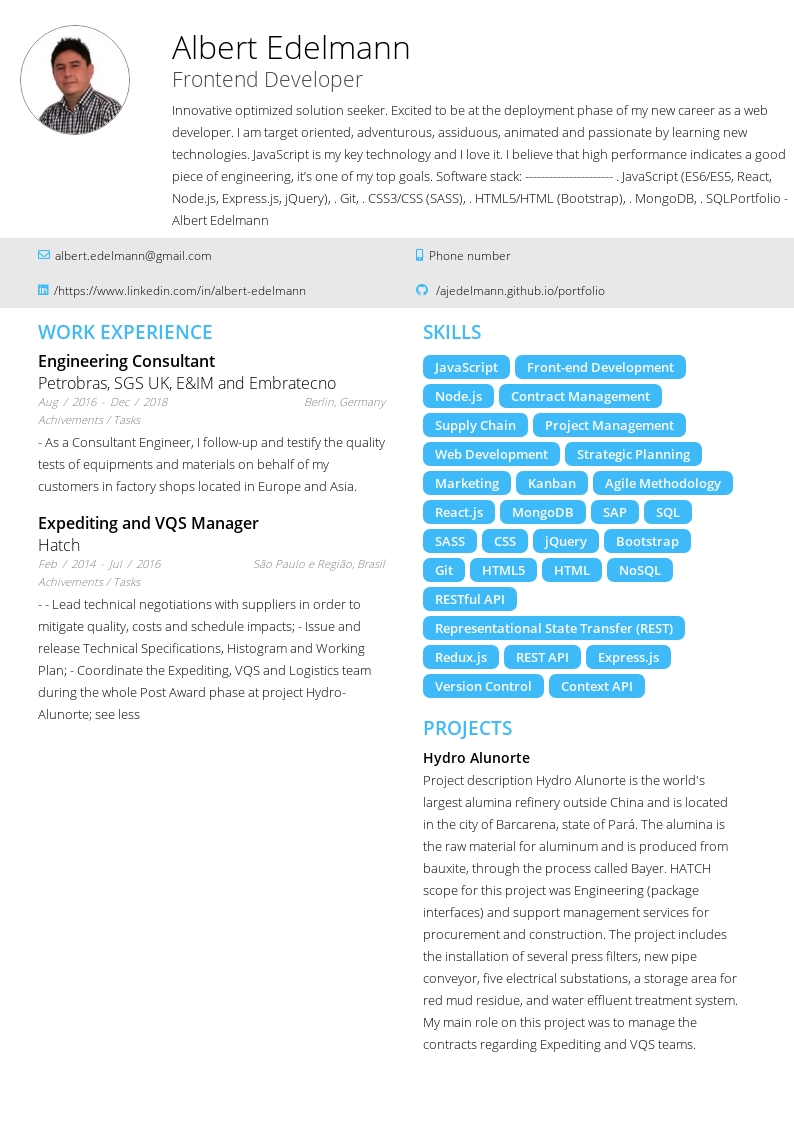 Albert Edelmann
Frontend Developer
Innovative optimized solution seeker. Excited to be at the deployment phase of my new career as a web
developer. I am target oriented, adventurous, assiduous, animated and passionate by learning new
technologies. JavaScript is my key technology and I love it. I believe that high performance indicates a good
piece of engineering, it’s one of my top goals. Software stack: ---------------------- . JavaScript (ES6/ES5, React,
Node.js, Express.js, jQuery), . Git, . CSS3/CSS (SASS), . HTML5/HTML (Bootstrap), . MongoDB, . SQLPortfolio -
Albert Edelmann
albert.edelmann@gmail.com
Phone number
/https://www.linkedin.com/in/albert-edelmann
/ajedelmann.github.io/portfolio
WORK EXPERIENCE
Engineering Consultant
Petrobras, SGS UK, E&IM and Embratecno
Aug / 2016 - Dec / 2018 Berlin, Germany
Achivements / Tasks
- As a Consultant Engineer, I follow-up and testify the quality
tests of equipments and materials on behalf of my
customers in factory shops located in Europe and Asia.
Expediting and VQS Manager
Hatch
Feb / 2014 - Jul / 2016 São Paulo e Região, Brasil
Achivements / Tasks
- - Lead technical negotiations with suppliers in order to
mitigate quality, costs and schedule impacts; - Issue and
release Technical Specifications, Histogram and Working
Plan; - Coordinate the Expediting, VQS and Logistics team
during the whole Post Award phase at project Hydro-
Alunorte; see less
SKILLS
JavaScript Front-end Development
Node.js Contract Management
Supply Chain Project Management
Web Development Strategic Planning
Marketing Kanban Agile Methodology
React.js MongoDB SAP SQL
SASS CSS jQuery Bootstrap
Git HTML5 HTML NoSQL
RESTful API
Representational State Transfer (REST)
Redux.js REST API Express.js
Version Control Context API
PROJECTS
Hydro Alunorte
Project description Hydro Alunorte is the world's
largest alumina refinery outside China and is located
in the city of Barcarena, state of Pará. The alumina is
the raw material for aluminum and is produced from
bauxite, through the process called Bayer. HATCH
scope for this project was Engineering (package
interfaces) and support management services for
procurement and construction. The project includes
the installation of several press filters, new pipe
conveyor, five electrical substations, a storage area for
red mud residue, and water effluent treatment system.
My main role on this project was to manage the
contracts regarding Expediting and VQS teams.